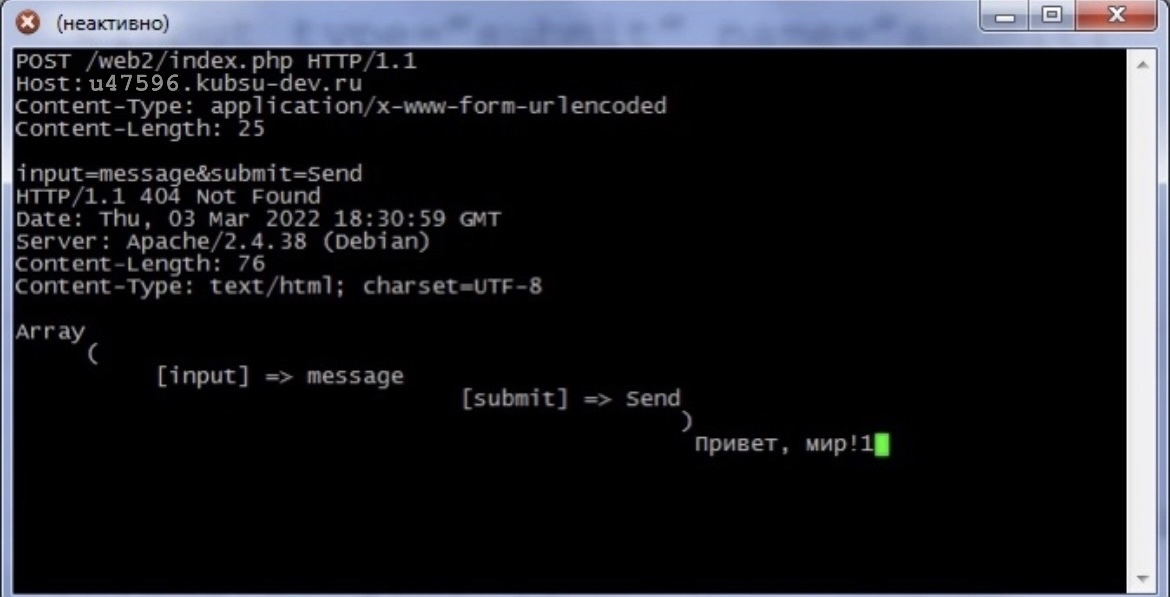 (неактивно)
POST /web2/index.php HTTP/1.1
Host:u47596.kubsu-dev.ru
Content-Type: application/x-www-form-urlencoded
Content-Length: 25
input=message&submit=Send
HTTP/1.1 404 Not Found
Date: Thu, 03 Mar 2022 18:30:59 GMT
Server: Apache/2.4.38 (Debian)
Content-Length: 76
Content-Type: text/html; charset=UTF-8
Array
(
[input] => message
[submit] => Send
)
Привет, мир!1